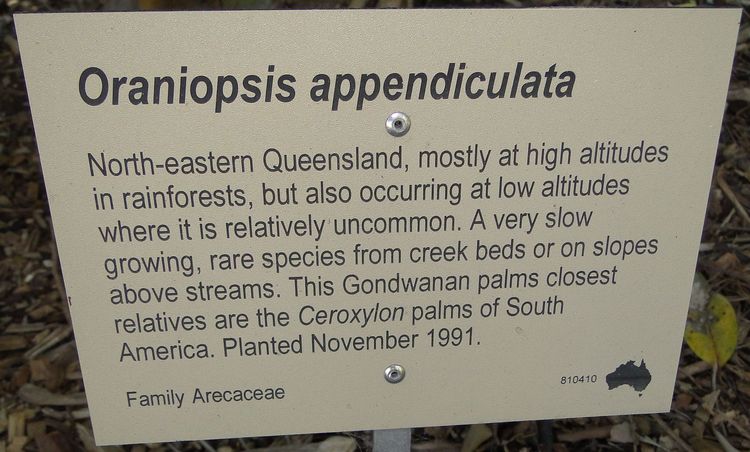 Oraniopsis appendiculata
North-eastern Queensland, mostly at high altitudes
in rainforests, but also occurring at low altitudes
where it is relatively uncommon. A very slow
growing, rare species from creek beds or on slopes
above streams. This Gondwanan palms closest
relatives are the Ceroxylon palms of South
America. Planted November 1991.
Family Arecaceae
810410